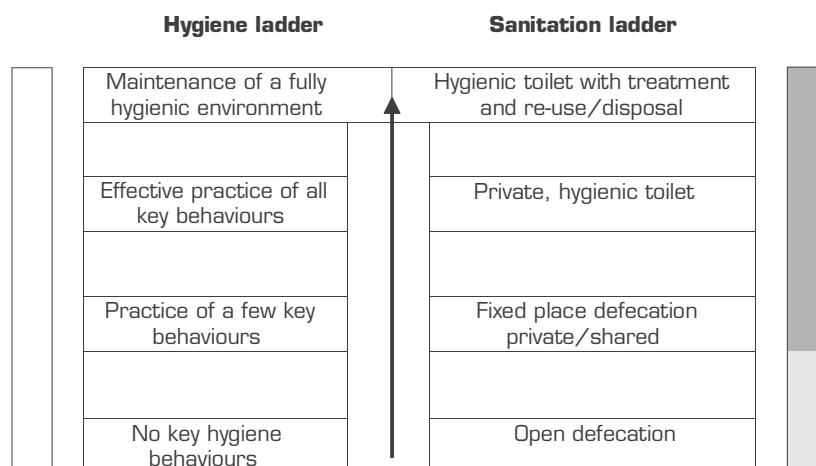 Hygiene ladder
Sanitation ladder
Maintenance of a fully
hygienic environment
Hygienic toilet with treatment
and re-use/disposal
Effective practice of all
key behaviours
Private, hygienic toilet
Practice of a few key
behaviours
Fixed place defecation
private/shared
No key hygiene
behaviours
Open defecation